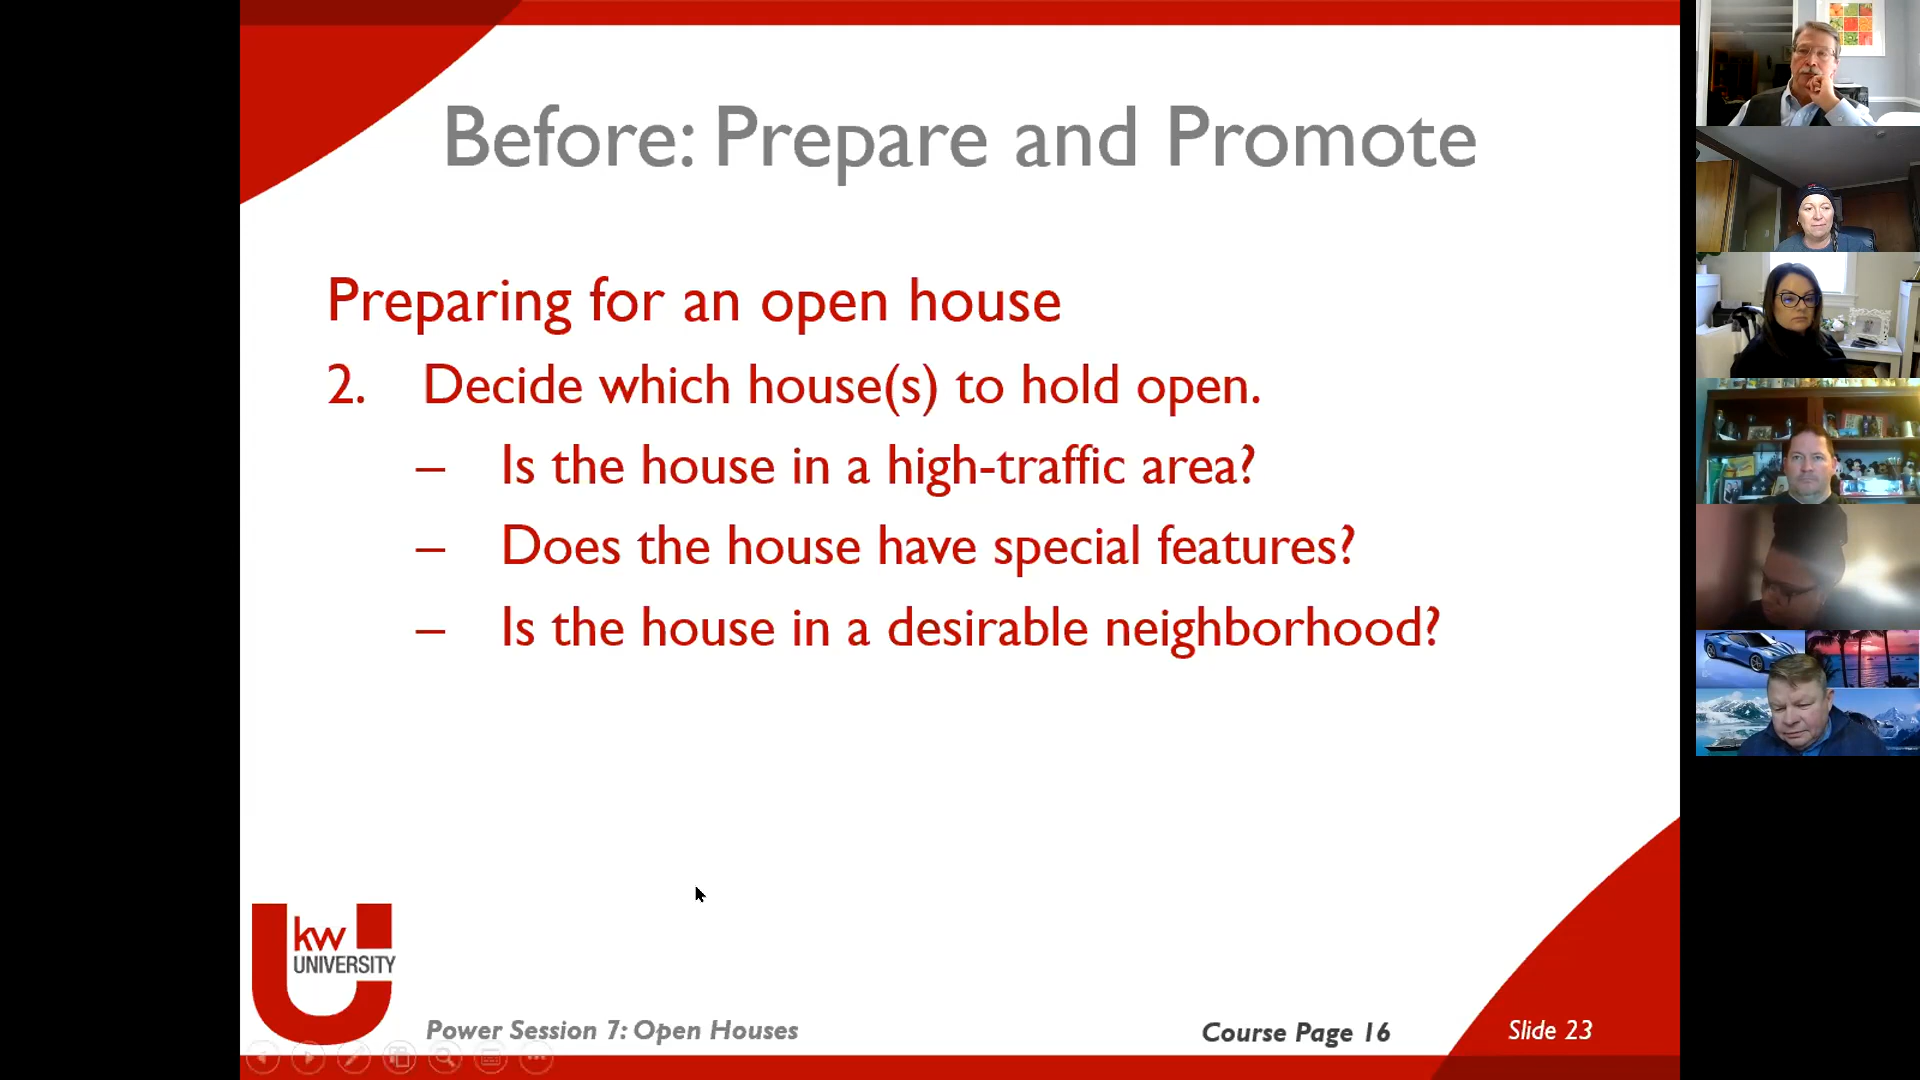 Before: Prepare and Promote
Preparing for an open house
2. Decide which house(s) to hold open.
– Is the house in a high-traffic area?
– Does the house have special features?
– Is the house in a desirable neighborhood?
kw
UNIVERSITY
Power Session 7: Open Houses
Course Page 16
Slide 23